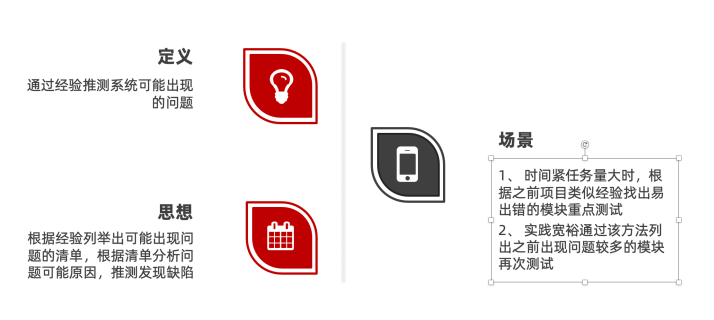 定义
通过经验推测系统可能出现
的问题
思想
根据经验列举出可能出现问
题的清单，根据清单分析问
题可能原因，推测发现缺陷
场景
1、 时间紧任务量大时，根
据之前项目类似经验找出易
出错的模块重点测试
2、 实践宽裕通过该方法列
出之前出现问题较多的模块
再次测试